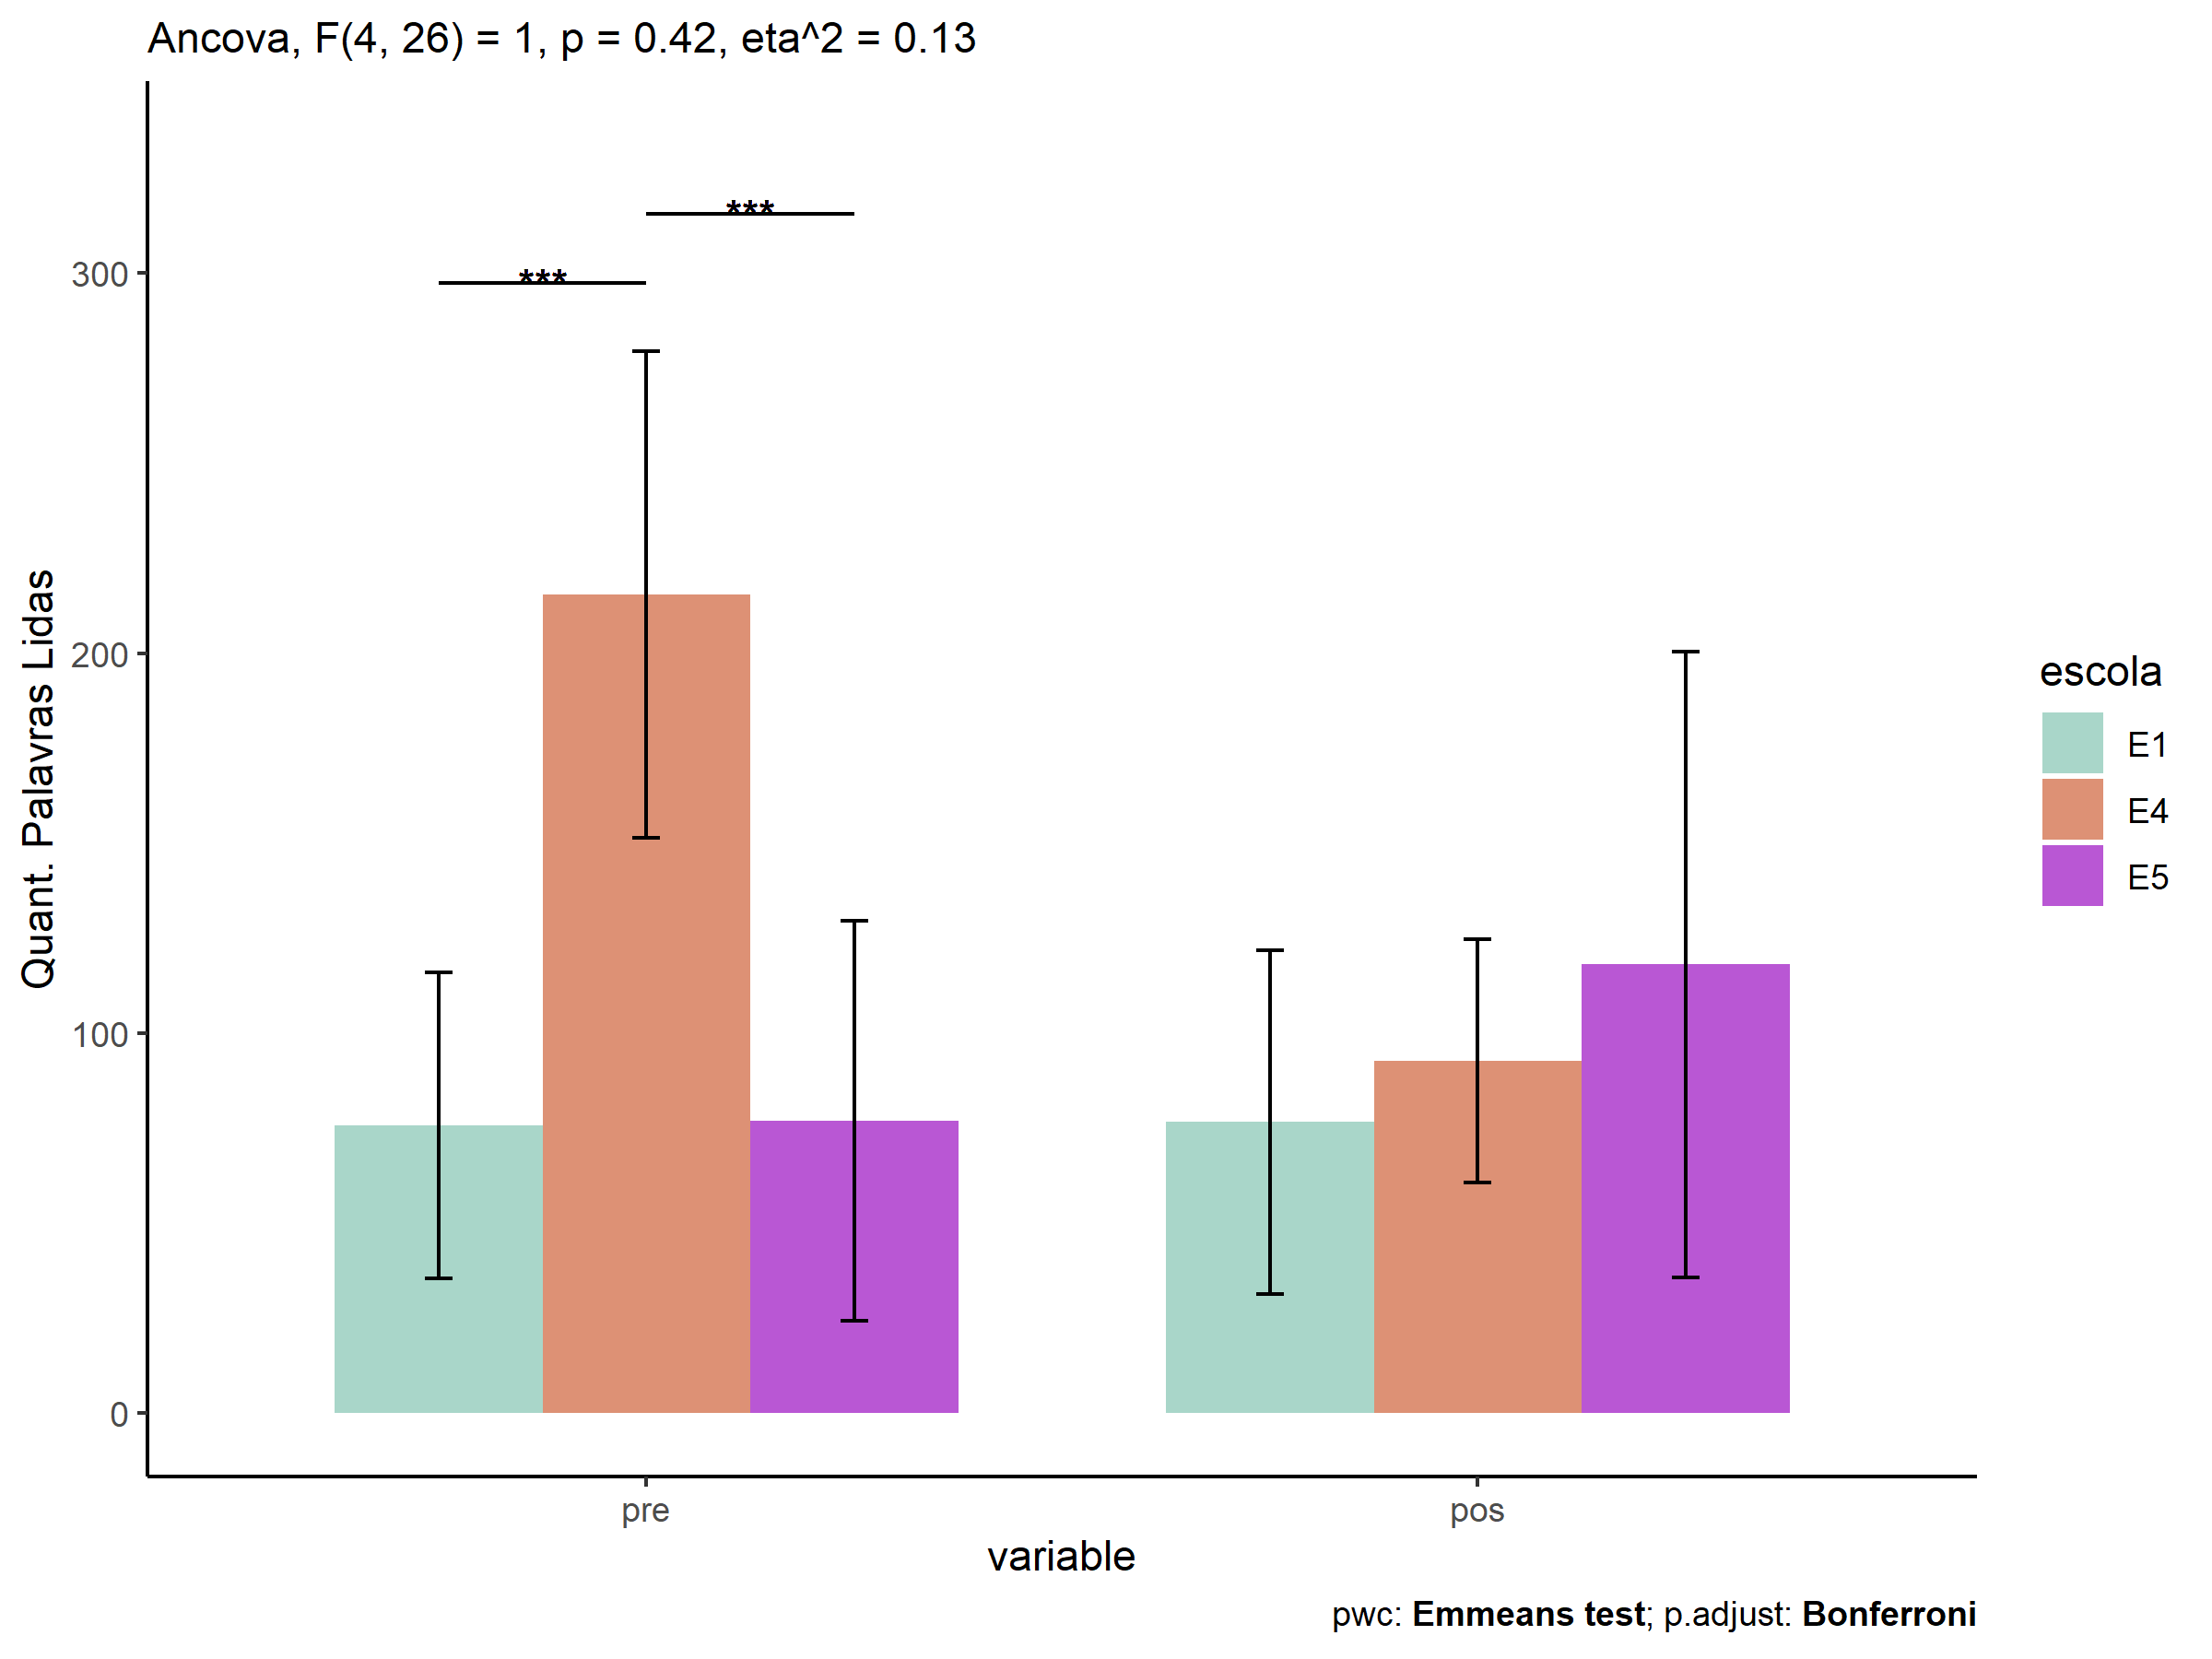 Ancova, F(4, 26) = 1, p = 0.42, eta^2 = 0.13
***
***
300
200
100
0
Quant. Palavras Lidas
escola
E1
E4
E5
pre
pos
variable
pwc: Emmeans test; p.adjust: Bonferroni